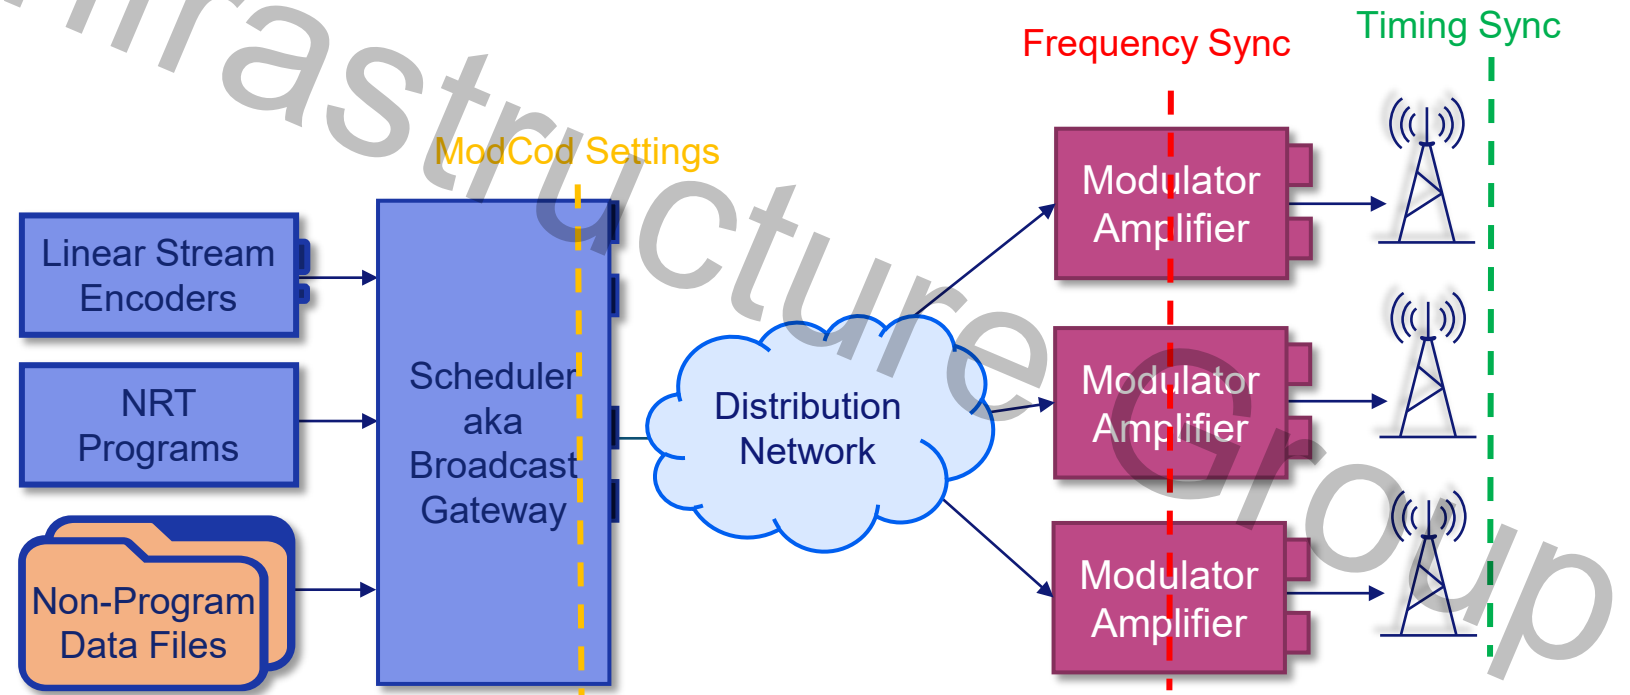 Timing Sync
Frequency Sync
ModCod Settings
Linear Stream
Encoders
NRT
Programs
Non-Program
Data Files
Scheduler
aka
Broadcast
Gateway
Distribution
Network
Modulator
Amplifier
Modulator
Amplifier
Modulator
Amplifier
nfrastructure Group